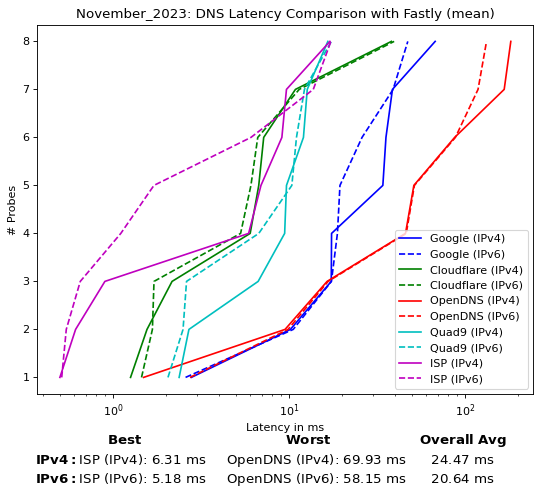 November_2023: DNS Latency Comparison with Fastly (mean)
8
7
6
5
4
3
2
1
# Probes
Google (IPv4)
Google (IPv6)
Cloudflare (IPv4)
Cloudflare (IPv6)
OpenDNS (IPv4)
OpenDNS (IPv6)
Quad9 (IPv4)
Quad9 (IPv6)
ISP (IPv4)
ISP (IPv6)
10⁰ 10¹ 10²
Latency in ms
Best Worst Overall Avg
IPv4: ISP (IPv4): 6.31 ms OpenDNS (IPv4): 69.93 ms 24.47 ms
IPv6: ISP (IPv6): 5.18 ms OpenDNS (IPv6): 58.15 ms 20.64 ms